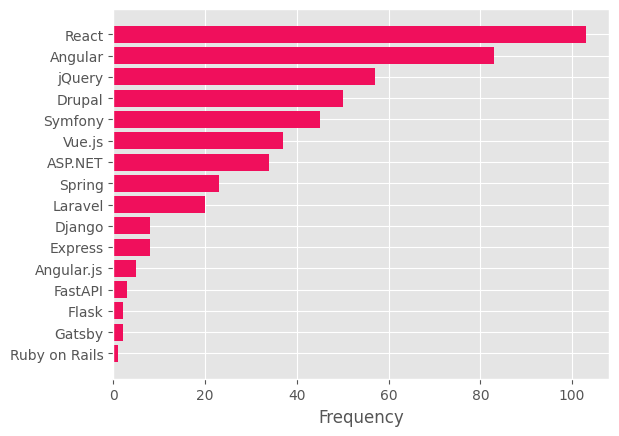 React
Angular
jQuery
Drupal
Symfony
Vue.js
ASP.NET
Spring
Laravel
Django
Express
Angular.js
FastAPI
Flask
Gatsby
Ruby on Rails
0 20 40 60 80 100
Frequency